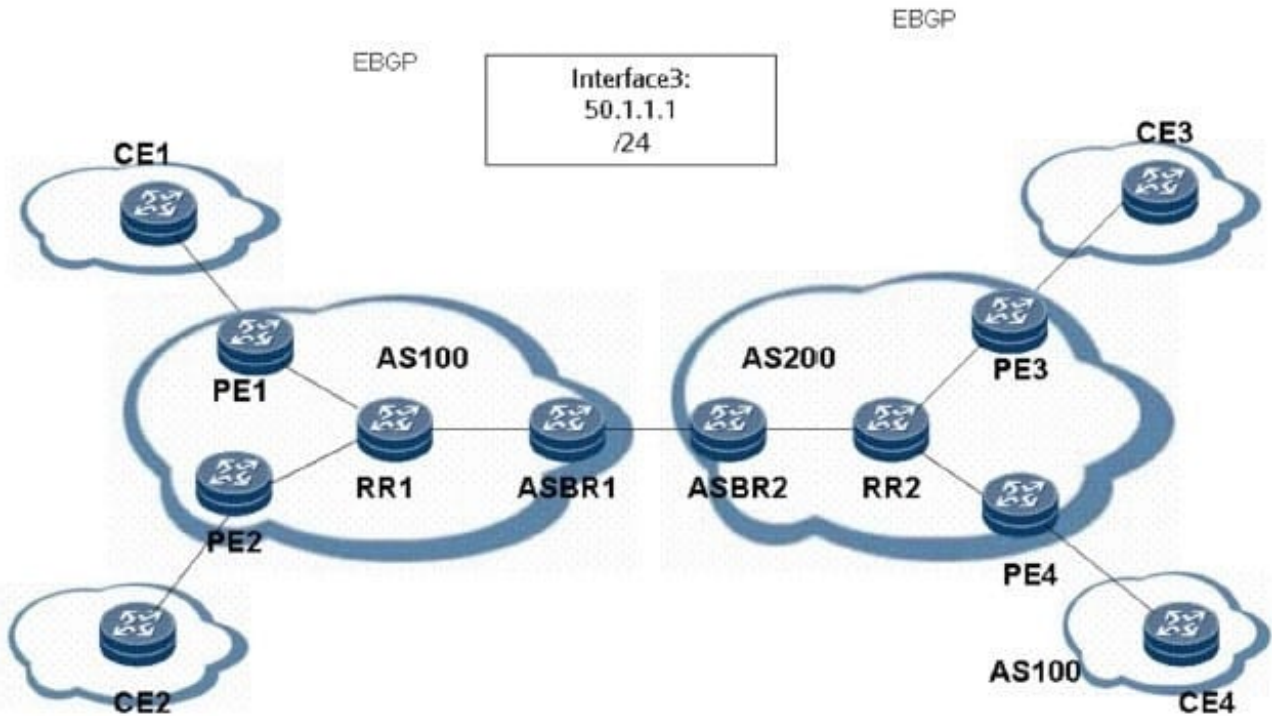 EBGP
EBGP
Interface3:
50.1.1.1
/24
CE1
CE3
AS100
AS200
PE1
PE3
RR1
ASBR1
ASBR2
RR2
PE2
PE4
AS100
CE2
CE4